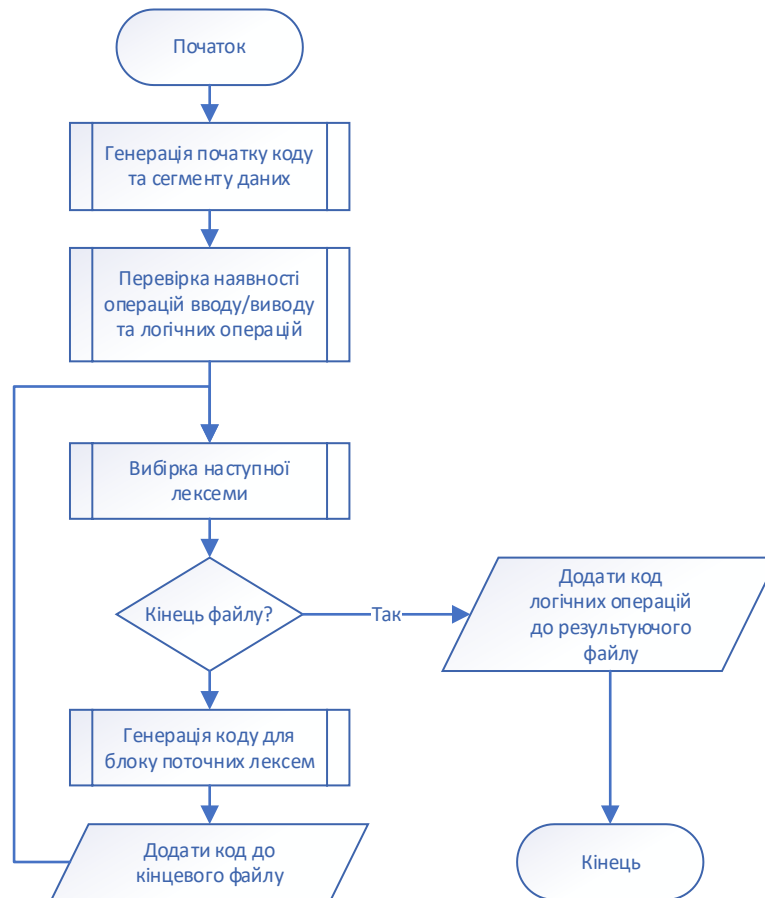 Початок
Генерація початку коду
та сегменту даних
Перевірка наявності
операцій вводу/виводу
та логічних операцій
Вибірка наступної
лексеми
Кінець файлу?
Так
Додати код
логічних операцій
до результуючого
файлу
Генерація коду для
блоку поточних лексем
Додати код до
кінцевого файлу
Кінець